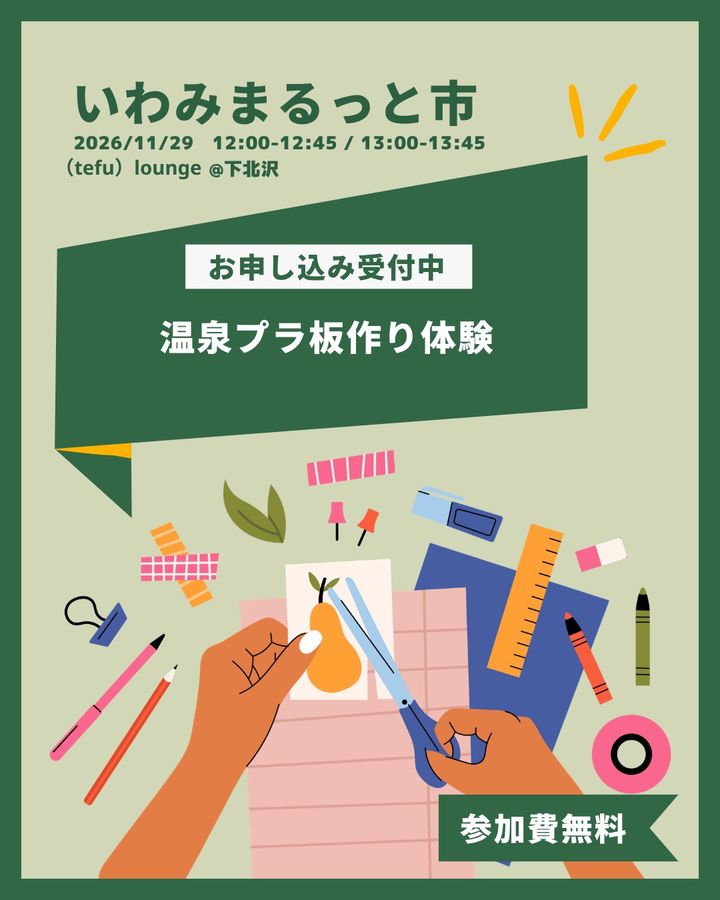 いわみまるっと市
2026/11/29 12:00-12:45 / 13:00-13:45
（tefu）lounge @下北沢
お申し込み受付中
温泉プラ板作り体験
参加費無料